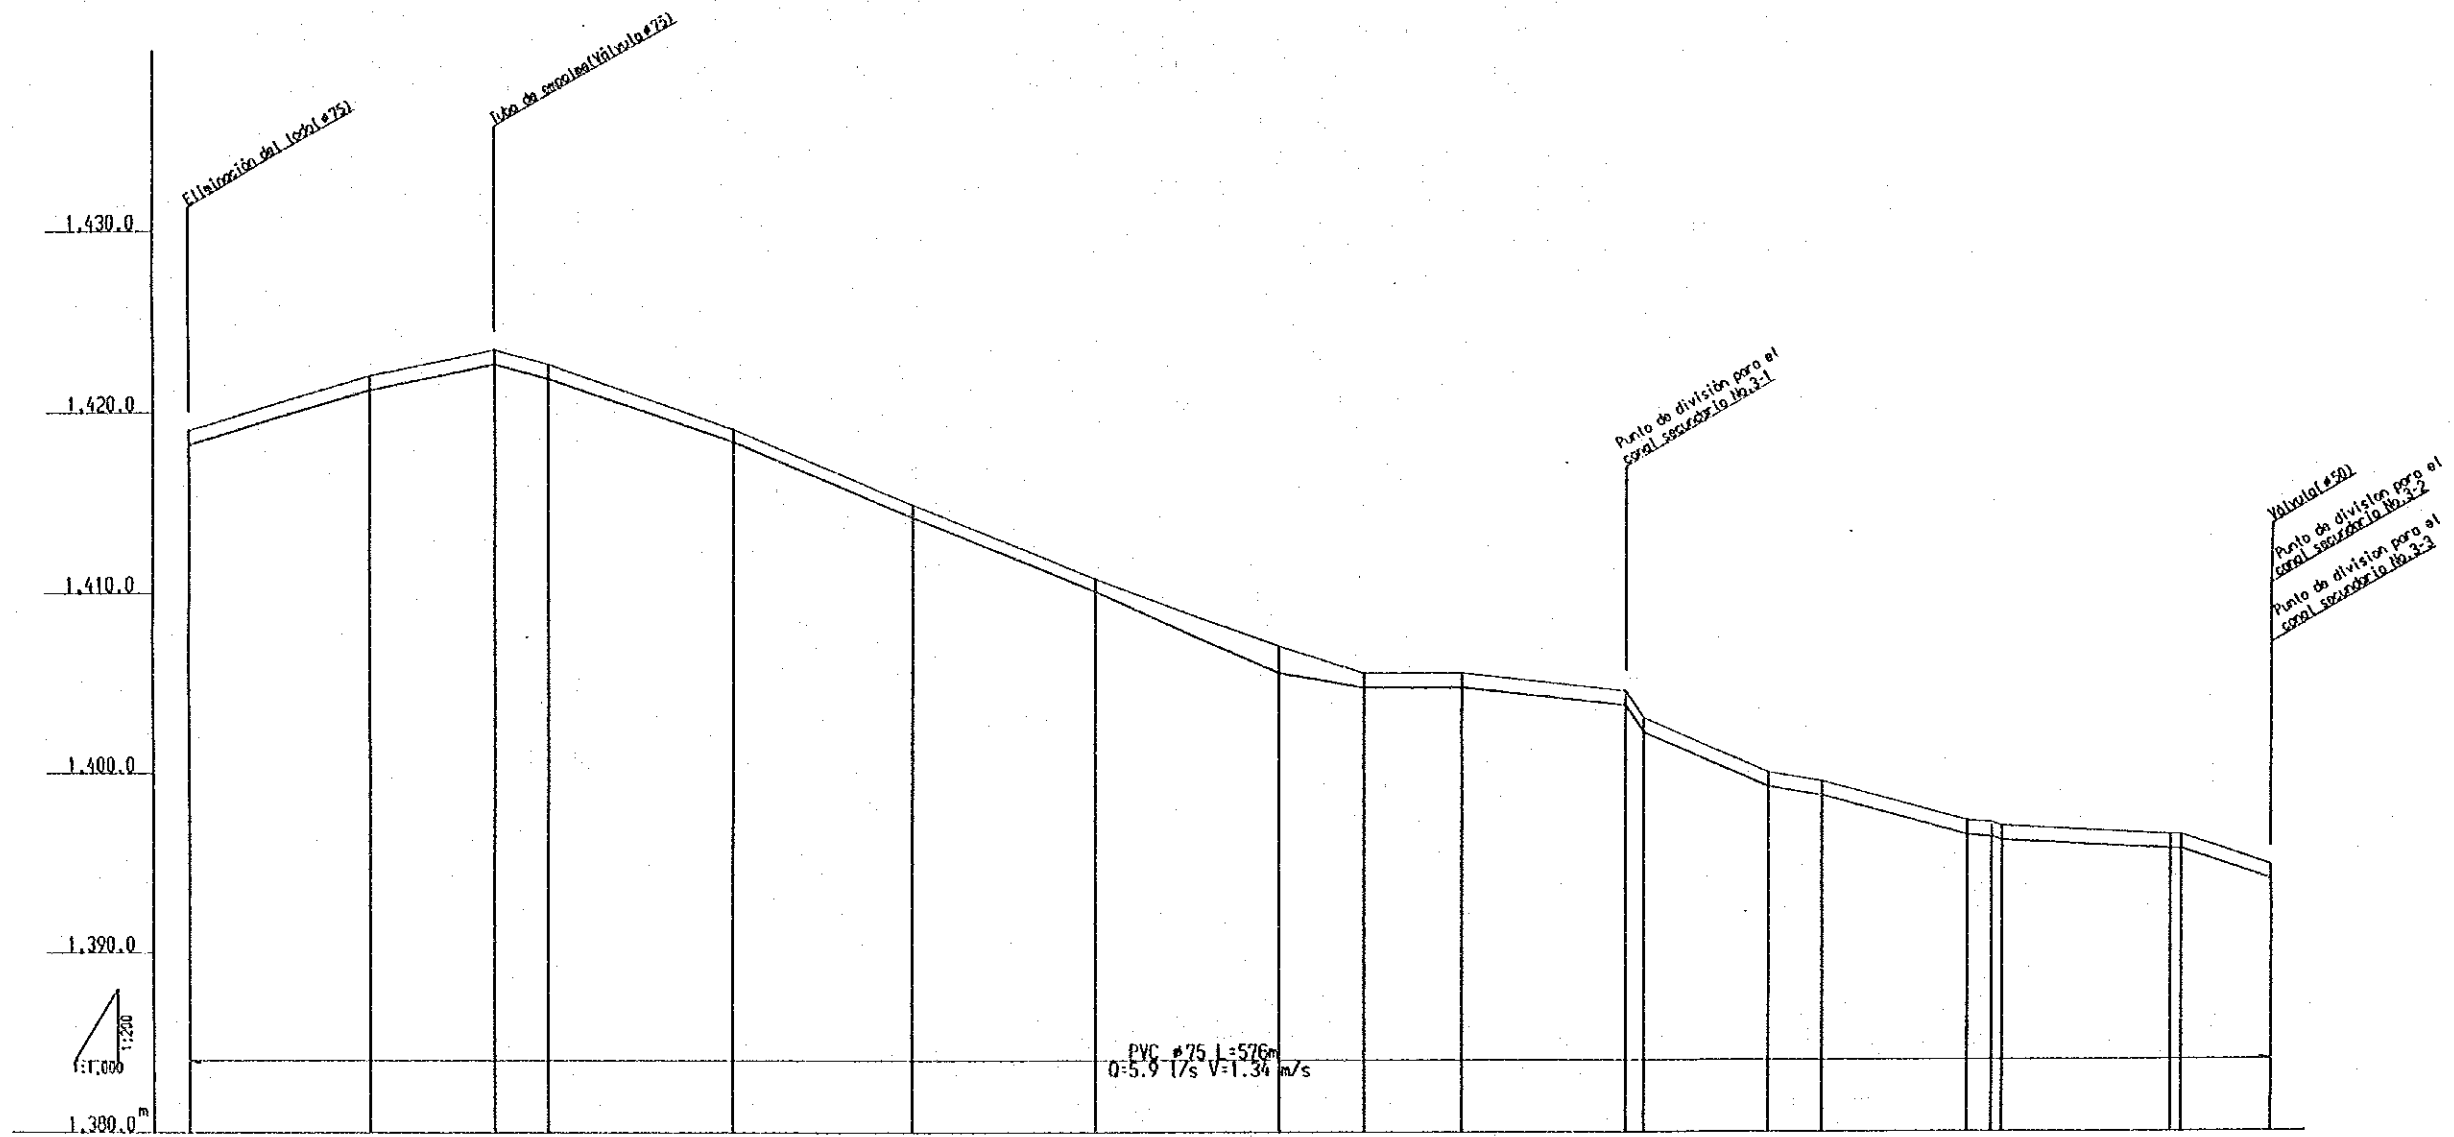 Eliminación del lodo(ø75)
Tubo de empalme(Válvula ø75)
1,430.0
1,420.0
1,410.0
1,400.0
1,390.0
1,380.0 m
Punto de división para el
canal secundario No.3-1
Válvula(ø50)
Punto de division para el
canal secundario No.3-2
Punto de division para el
canal secundario No.3-3
1:200
1:1,000
PVC ø75 L=576m
Q=5.9 l/s V=1.34 m/s